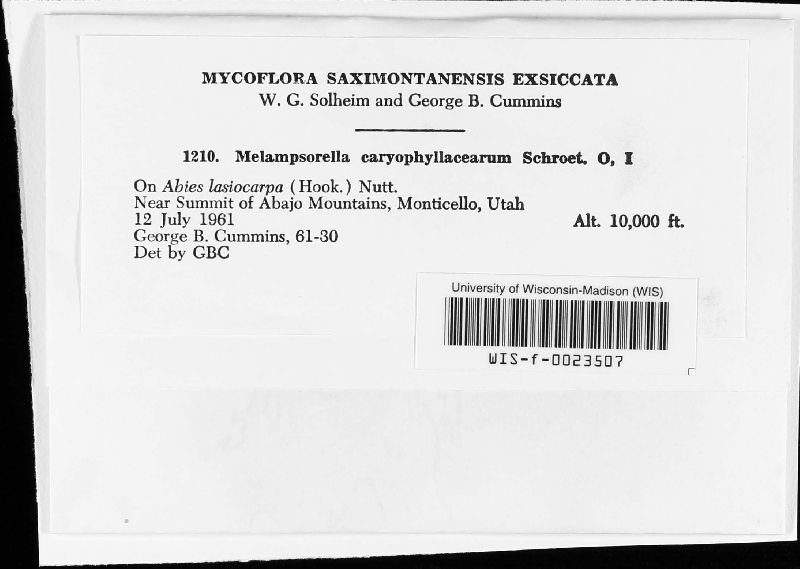 MYCOFLORA SAXIMONTANENSIS EXSICCATA
W. G. Solheim and George B. Cummins
1210. Melampsorella caryophyllacearum Schroet. O, I
On Abies lasiocarpa (Hook.) Nutt.
Near Summit of Abajo Mountains, Monticello, Utah
12 July 1961 Alt. 10,000 ft.
George B. Cummins, 61-30
Det by GBC
University of Wisconsin-Madison (WIS)
WIS-f-0023507